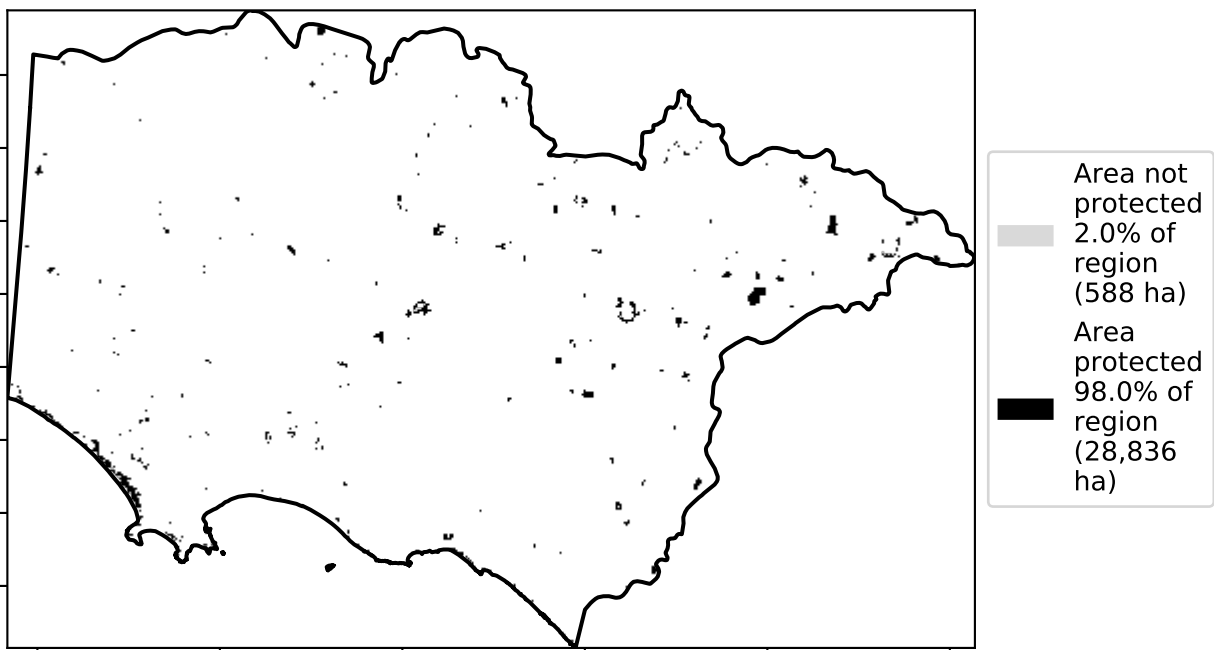 Area not
protected
2.0% of
region
(588 ha)
Area
protected
98.0% of
region
(28,836
ha)